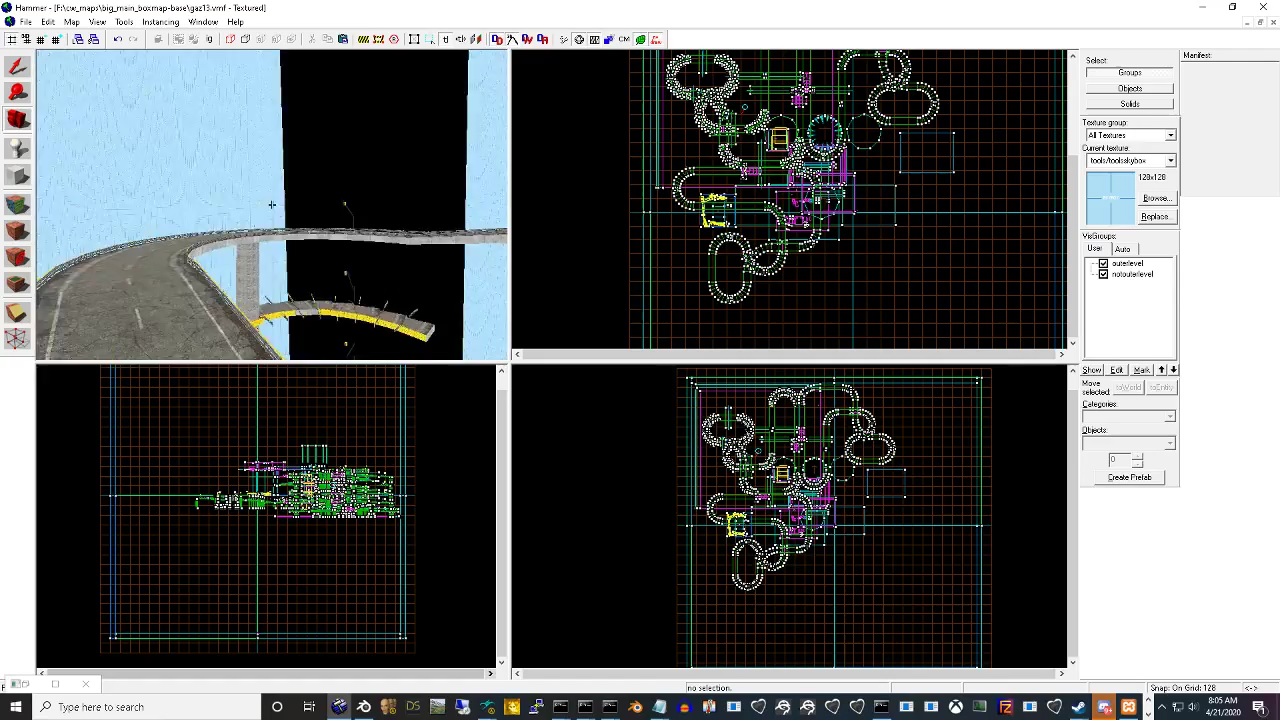 Hammer - [F:\cw_maps\big_main_boxmap-base\gaz13.vmf - Textured]
File Edit Map View Tools Instancing Window Help
Select:
Groups
Objects
Solids
Texture group:
All Textures
Current texture:
tools/toolsskybox
128x128
Browse...
Replace...
VisGroups:
User Auto
outerlevel
notouterlevel
Show Edit Mark
Move selected: toWorld toEntity
Categories:
Objects:
0
Create Prefab
Manifest:
no selection.
Snap: On Grid: 128
<->
Type here to search
8:05 AM
4/21/2020